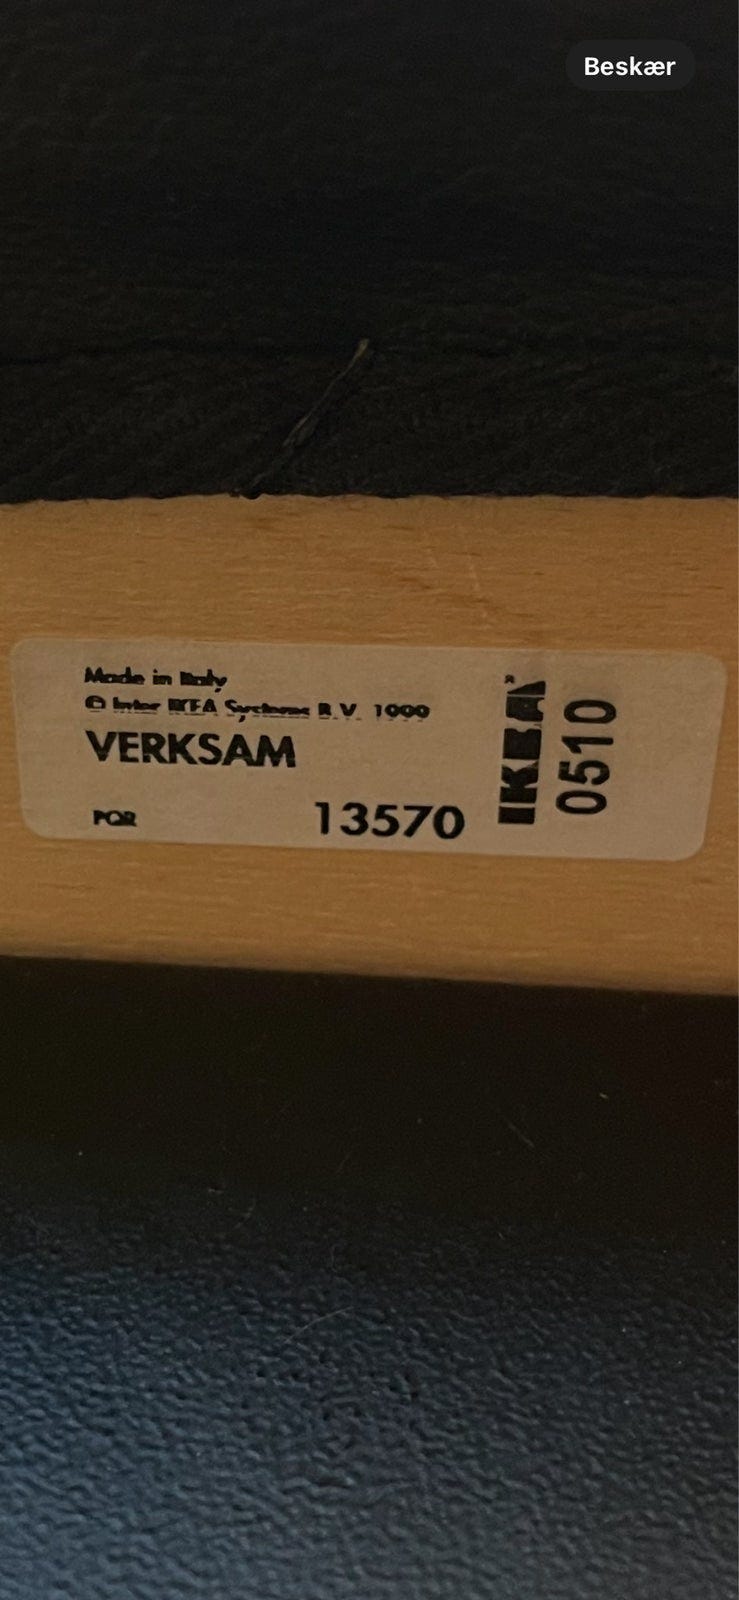 Beskær
Made in Italy
© Inter IKEA Systems B.V. 1999
VERKSAM
PQR
13570
IKEA
0510